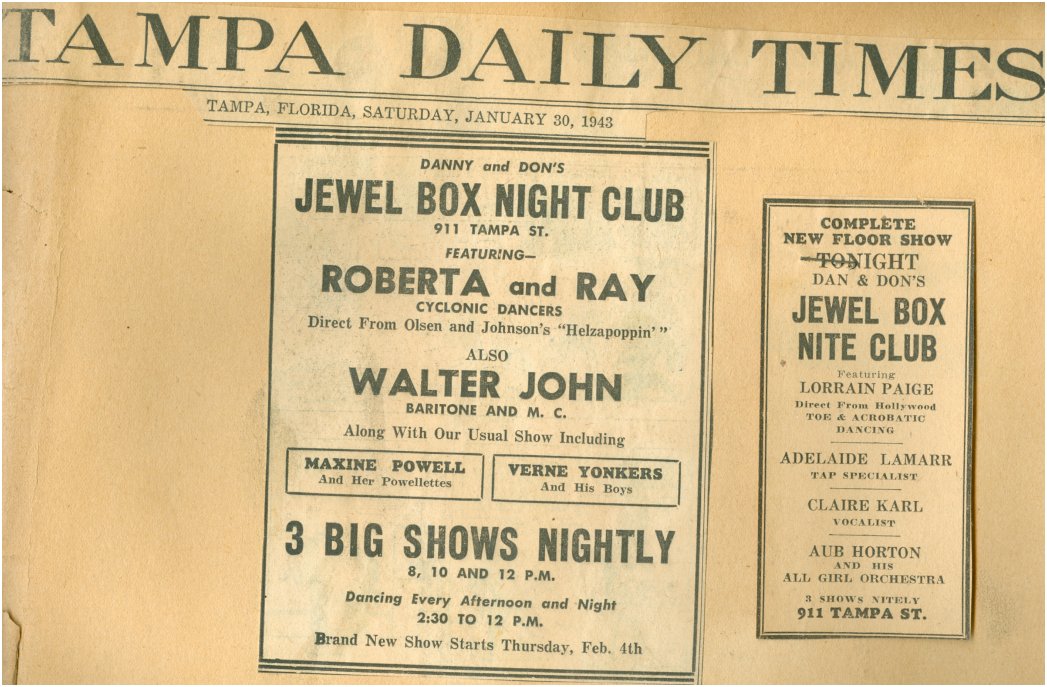 TAMPA DAILY TIMES
TAMPA, FLORIDA, SATURDAY, JANUARY 30, 1943
DANNY and DON'S
JEWEL BOX NIGHT CLUB
911 TAMPA ST.
FEATURING—
ROBERTA and RAY
CYCLONIC DANCERS
Direct From Olsen and Johnson's "Helzapoppin' "
ALSO
WALTER JOHN
BARITONE AND M. C.
Along With Our Usual Show Including
MAXINE POWELL
And Her Powellettes
VERNE YONKERS
And His Boys
3 BIG SHOWS NIGHTLY
8, 10 AND 12 P.M.
Dancing Every Afternoon and Night
2:30 TO 12 P.M.
Brand New Show Starts Thursday, Feb. 4th
COMPLETE
NEW FLOOR SHOW
TONIGHT
DAN & DON'S
JEWEL BOX
NITE CLUB
Featuring
LORRAIN PAIGE
Direct From Hollywood
TOE & ACROBATIC
DANCING
ADELAIDE LAMARR
TAP SPECIALIST
CLAIRE KARL
VOCALIST
AUB HORTON
AND HIS
ALL GIRL ORCHESTRA
3 SHOWS NITELY
911 TAMPA ST.